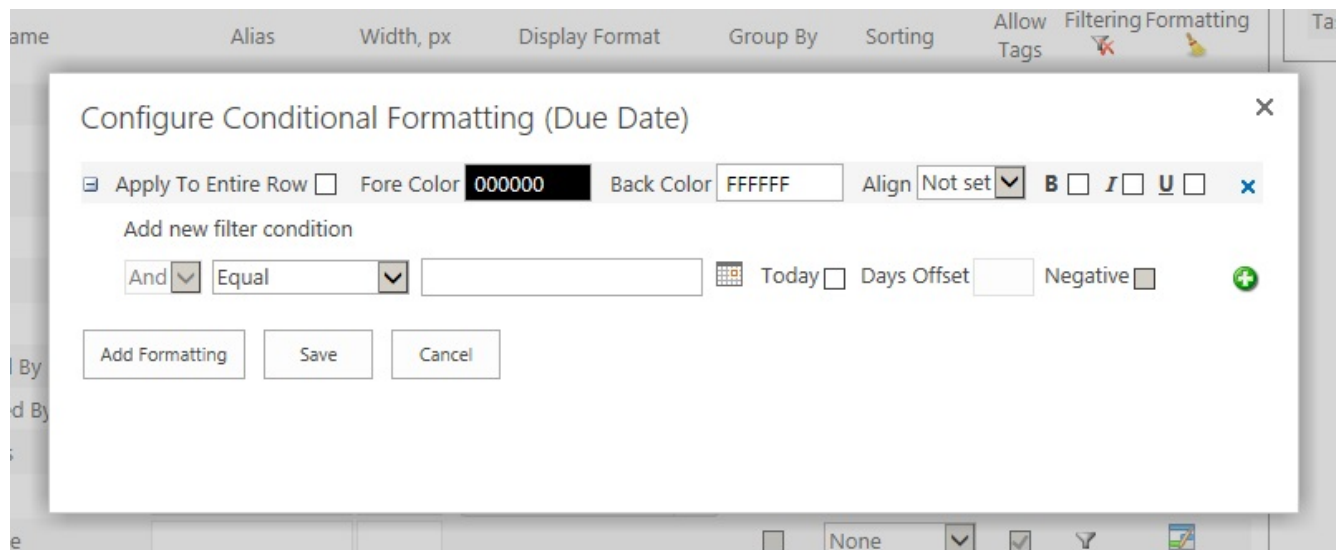 ame Alias Width, px Display Format Group By Sorting Allow Tags Filtering Formatting Ta
Configure Conditional Formatting (Due Date)
Apply To Entire Row Fore Color 000000 Back Color FFFFFF Align Not set B I U
Add new filter condition
And Equal Today Days Offset Negative
Add Formatting Save Cancel
l By
ed By
s
e None